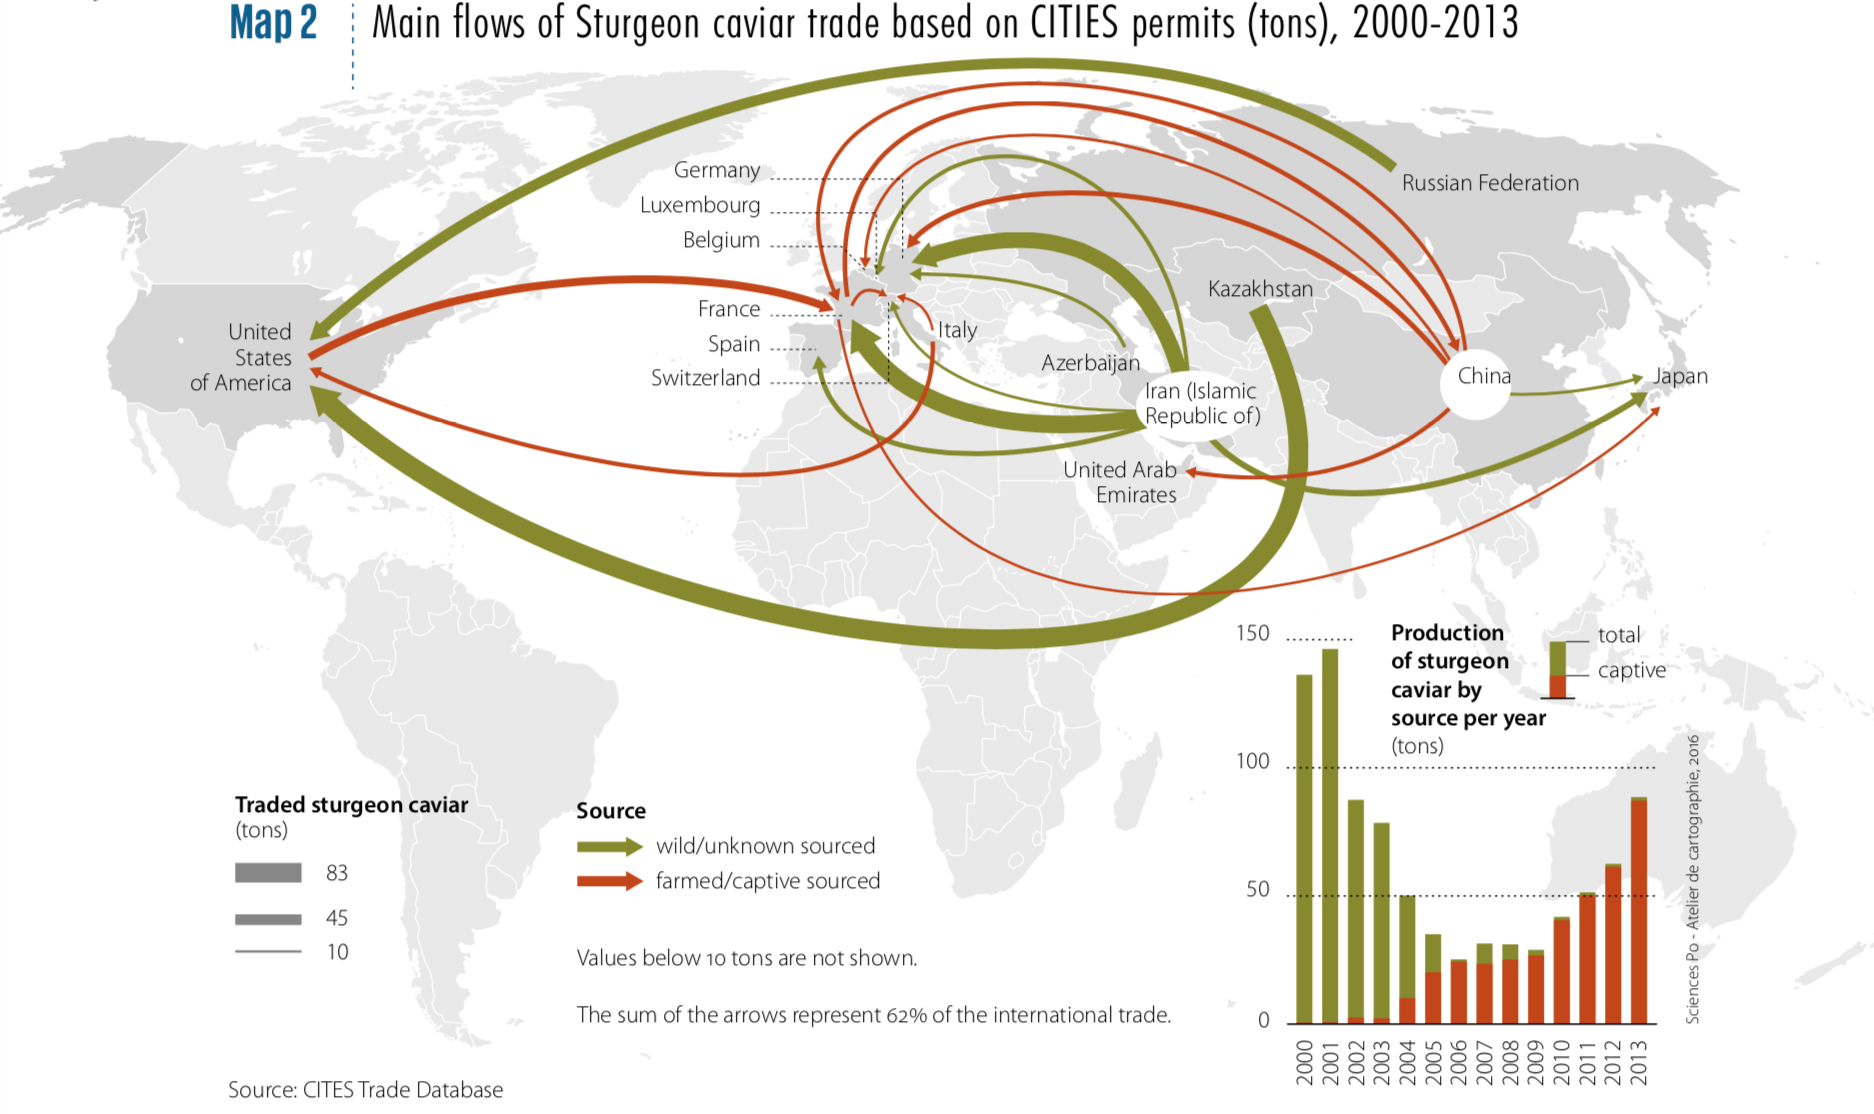 Map 2
Main flows of Sturgeon caviar trade based on CITIES permits (tons), 2000-2013
Germany
Luxembourg
Belgium
France
Spain
Switzerland
Italy
United
States
of America
Russian Federation
Kazakhstan
Azerbaijan
Iran (Islamic
Republic of)
China
Japan
United Arab
Emirates
Traded sturgeon caviar
(tons)
83
45
10
Source
wild/unknown sourced
farmed/captive sourced
Values below 10 tons are not shown.
The sum of the arrows represent 62% of the international trade.
Production
of sturgeon
caviar by
source per year
(tons)
total
captive
150
100
50
0
2000
2001
2002
2003
2004
2005
2006
2007
2008
2009
2010
2011
2012
2013
Sciences Po - Atelier de cartographie, 2016
Source: CITES Trade Database